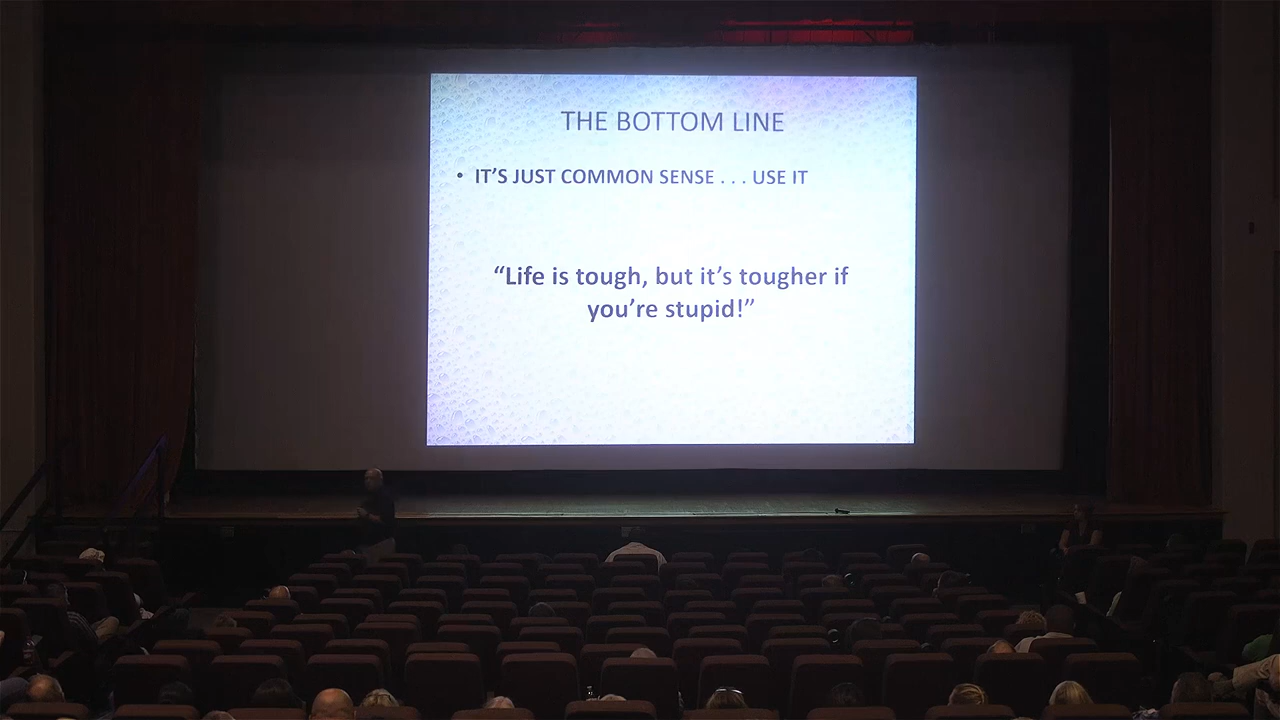 THE BOTTOM LINE
• IT’S JUST COMMON SENSE . . . USE IT
“Life is tough, but it’s tougher if
you’re stupid!”